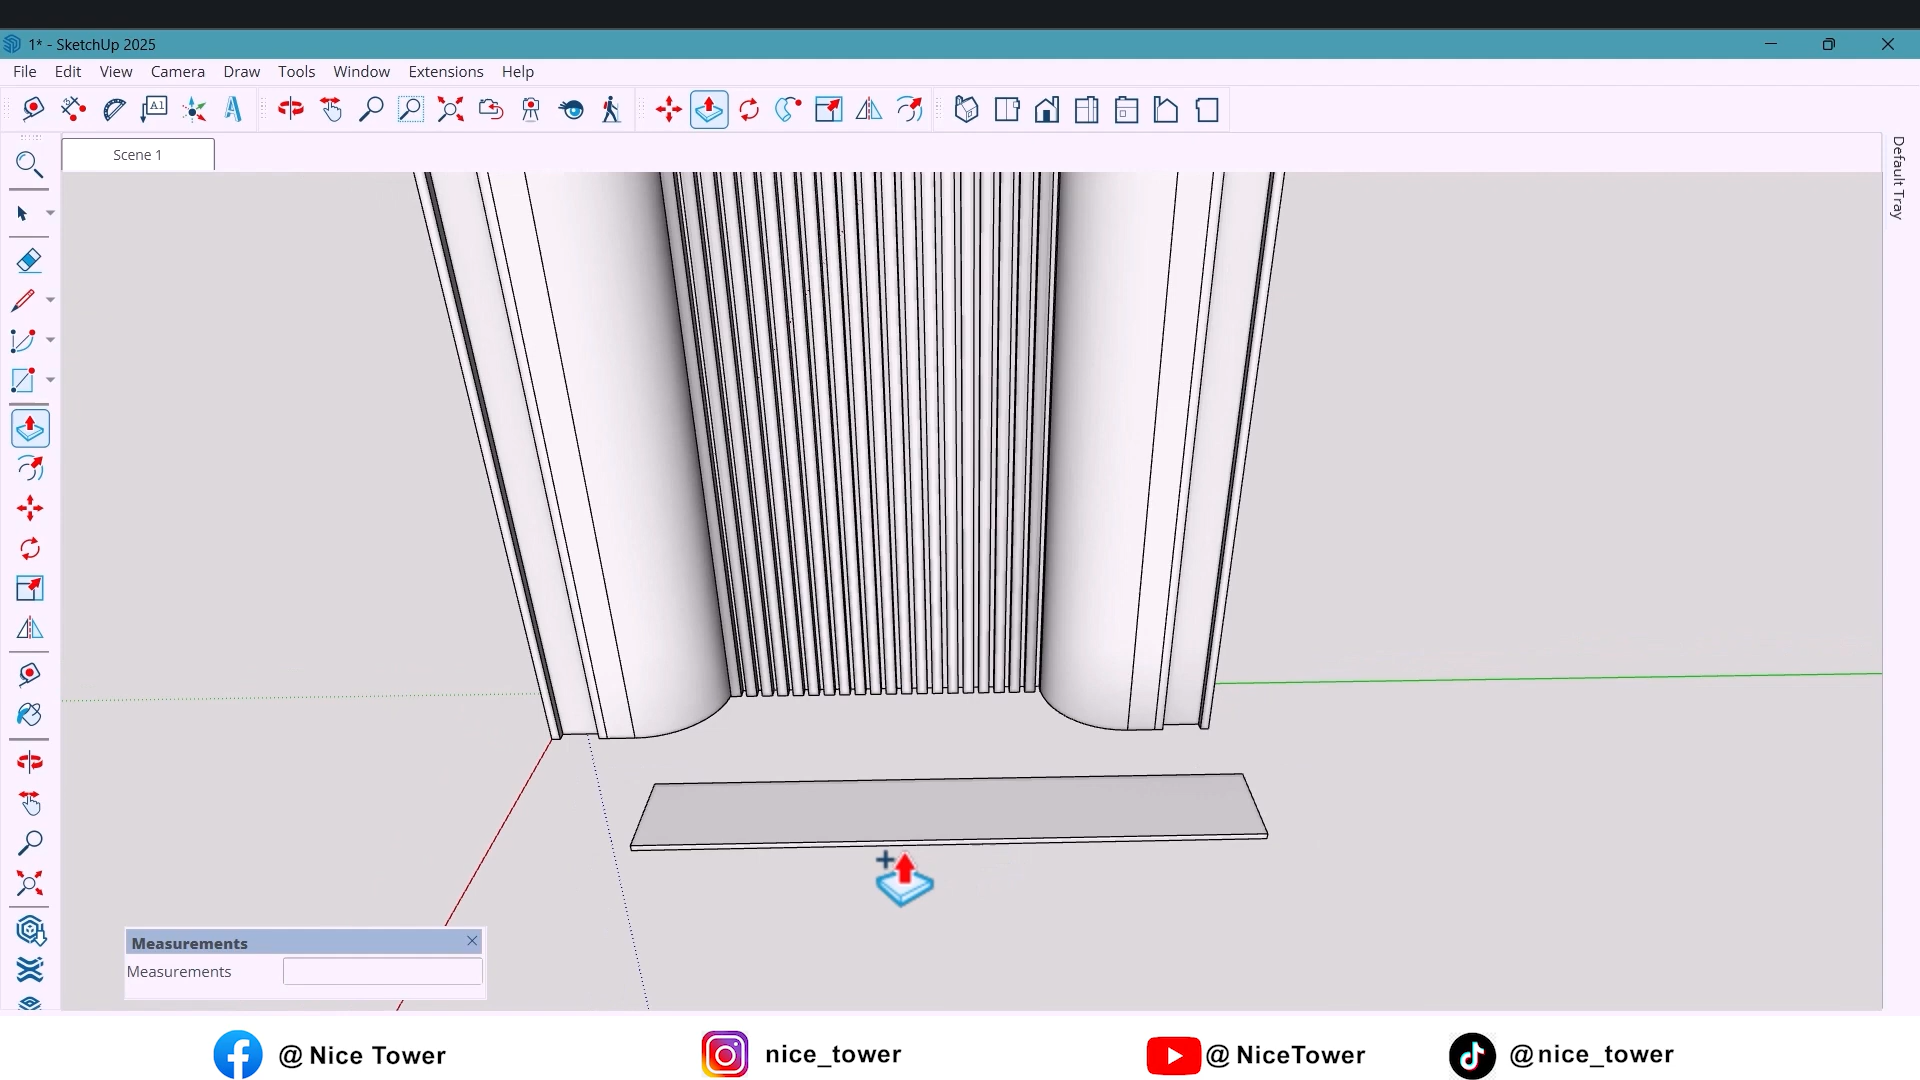 1* - SketchUp 2025
File Edit View Camera Draw Tools Window Extensions Help
A1
Scene 1
Default Tray
Measurements
Measurements
@ Nice Tower
nice_tower
@ NiceTower
@nice_tower